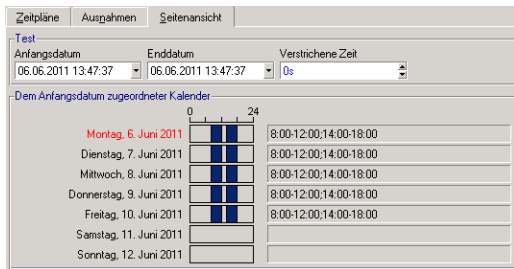 Zeitpläne Ausnahmen Seitenansicht
Test
Anfangsdatum Enddatum Verstrichene Zeit
06.06.2011 13:47:37 06.06.2011 13:47:37 0s
Dem Anfangsdatum zugeordneter Kalender
0 24
Montag, 6. Juni 2011 8:00-12:00;14:00-18:00
Dienstag, 7. Juni 2011 8:00-12:00;14:00-18:00
Mittwoch, 8. Juni 2011 8:00-12:00;14:00-18:00
Donnerstag, 9. Juni 2011 8:00-12:00;14:00-18:00
Freitag, 10. Juni 2011 8:00-12:00;14:00-18:00
Samstag, 11. Juni 2011
Sonntag, 12. Juni 2011